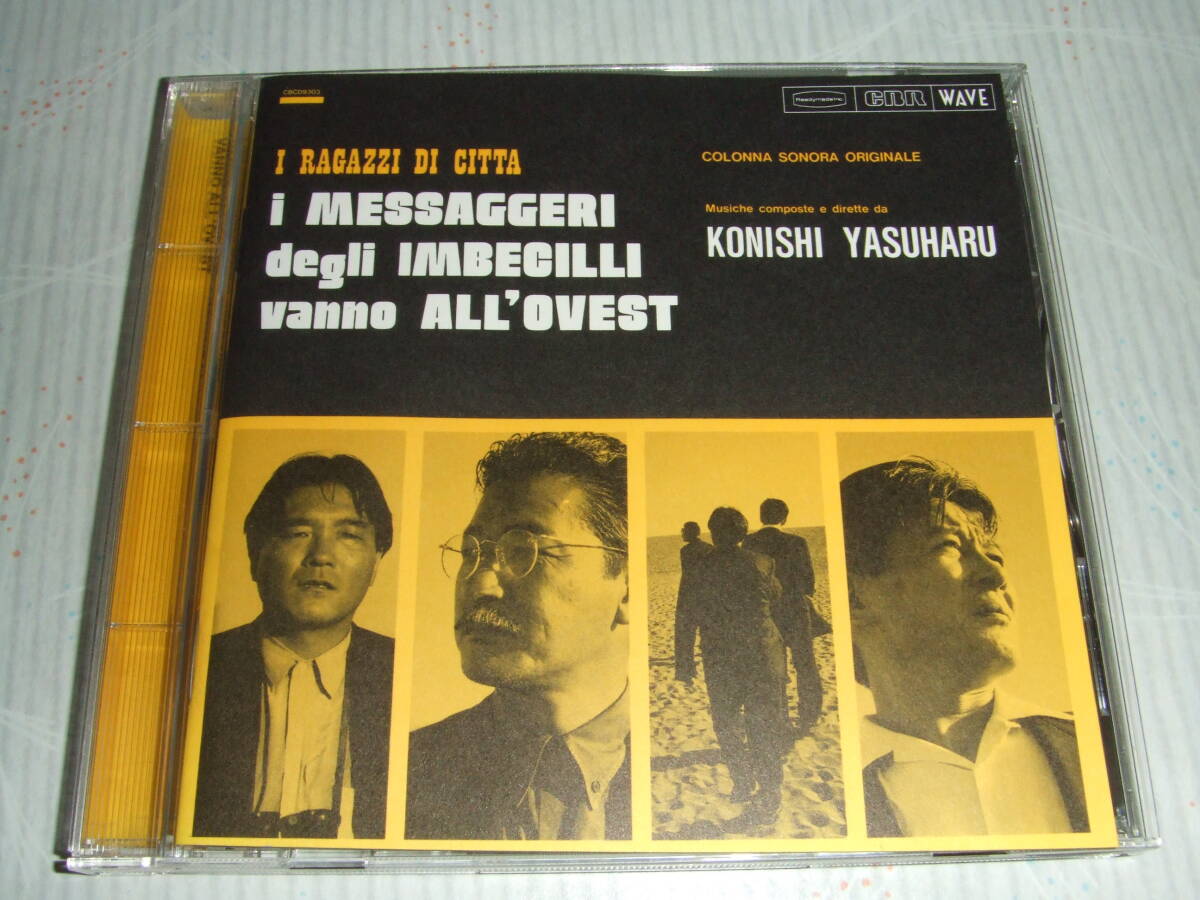 CBCD9303
Readymade inc
CBR
WAVE
I RAGAZZI DI CITTA
i MESSAGGERI
degli IMBECILLI
vanno ALL'OVEST
COLONNA SONORA ORIGINALE
Musiche composte e dirette da
KONISHI YASUHARU